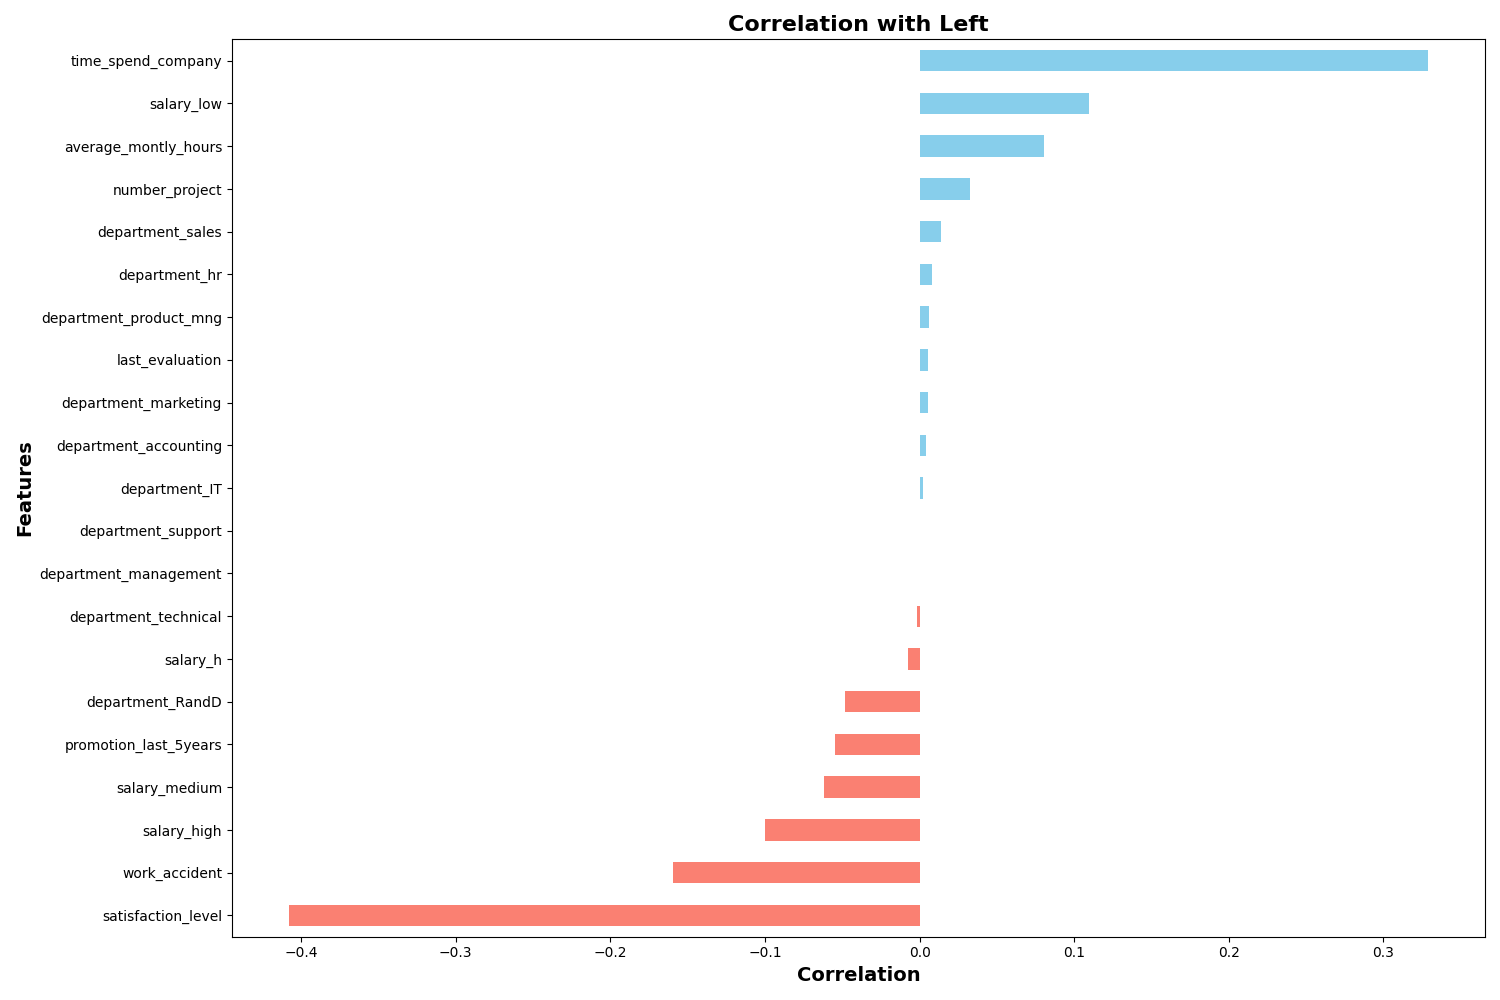 Correlation with Left
time_spend_company
salary_low
average_montly_hours
number_project
department_sales
department_hr
department_product_mng
last_evaluation
department_marketing
department_accounting
department_IT
department_support
department_management
department_technical
salary_h
department_RandD
promotion_last_5years
salary_medium
salary_high
work_accident
satisfaction_level
Features
−0.4 −0.3 −0.2 −0.1 0.0 0.1 0.2 0.3
Correlation